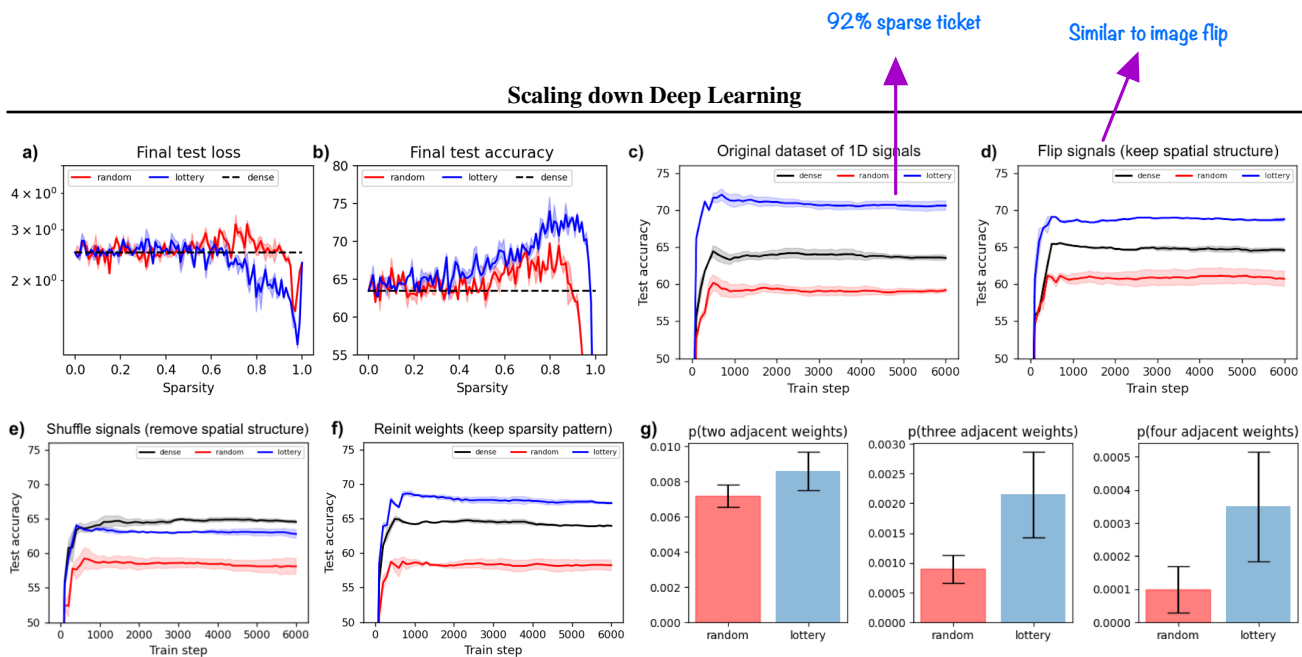 92% sparse ticket
Similar to image flip
Scaling down Deep Learning
a)
Final test loss
random
lottery
dense
4 × 10⁰
3 × 10⁰
2 × 10⁰
0.0 0.2 0.4 0.6 0.8 1.0
Sparsity
b)
Final test accuracy
random
lottery
dense
80
75
70
65
60
55
0.0 0.2 0.4 0.6 0.8 1.0
Sparsity
c)
Original dataset of 1D signals
dense
random
lottery
Test accuracy
75
70
65
60
55
50
0 1000 2000 3000 4000 5000 6000
Train step
d)
Flip signals (keep spatial structure)
dense
random
lottery
Test accuracy
75
70
65
60
55
50
0 1000 2000 3000 4000 5000 6000
Train step
e)
Shuffle signals (remove spatial structure)
dense
random
lottery
Test accuracy
75
70
65
60
55
50
0 1000 2000 3000 4000 5000 6000
Train step
f)
Reinit weights (keep sparsity pattern)
dense
random
lottery
Test accuracy
75
70
65
60
55
50
0 1000 2000 3000 4000 5000 6000
Train step
g)
p(two adjacent weights)
0.010
0.008
0.006
0.004
0.002
0.000
random lottery
p(three adjacent weights)
0.0030
0.0025
0.0020
0.0015
0.0010
0.0005
0.0000
random lottery
p(four adjacent weights)
0.0005
0.0004
0.0003
0.0002
0.0001
0.0000
random lottery